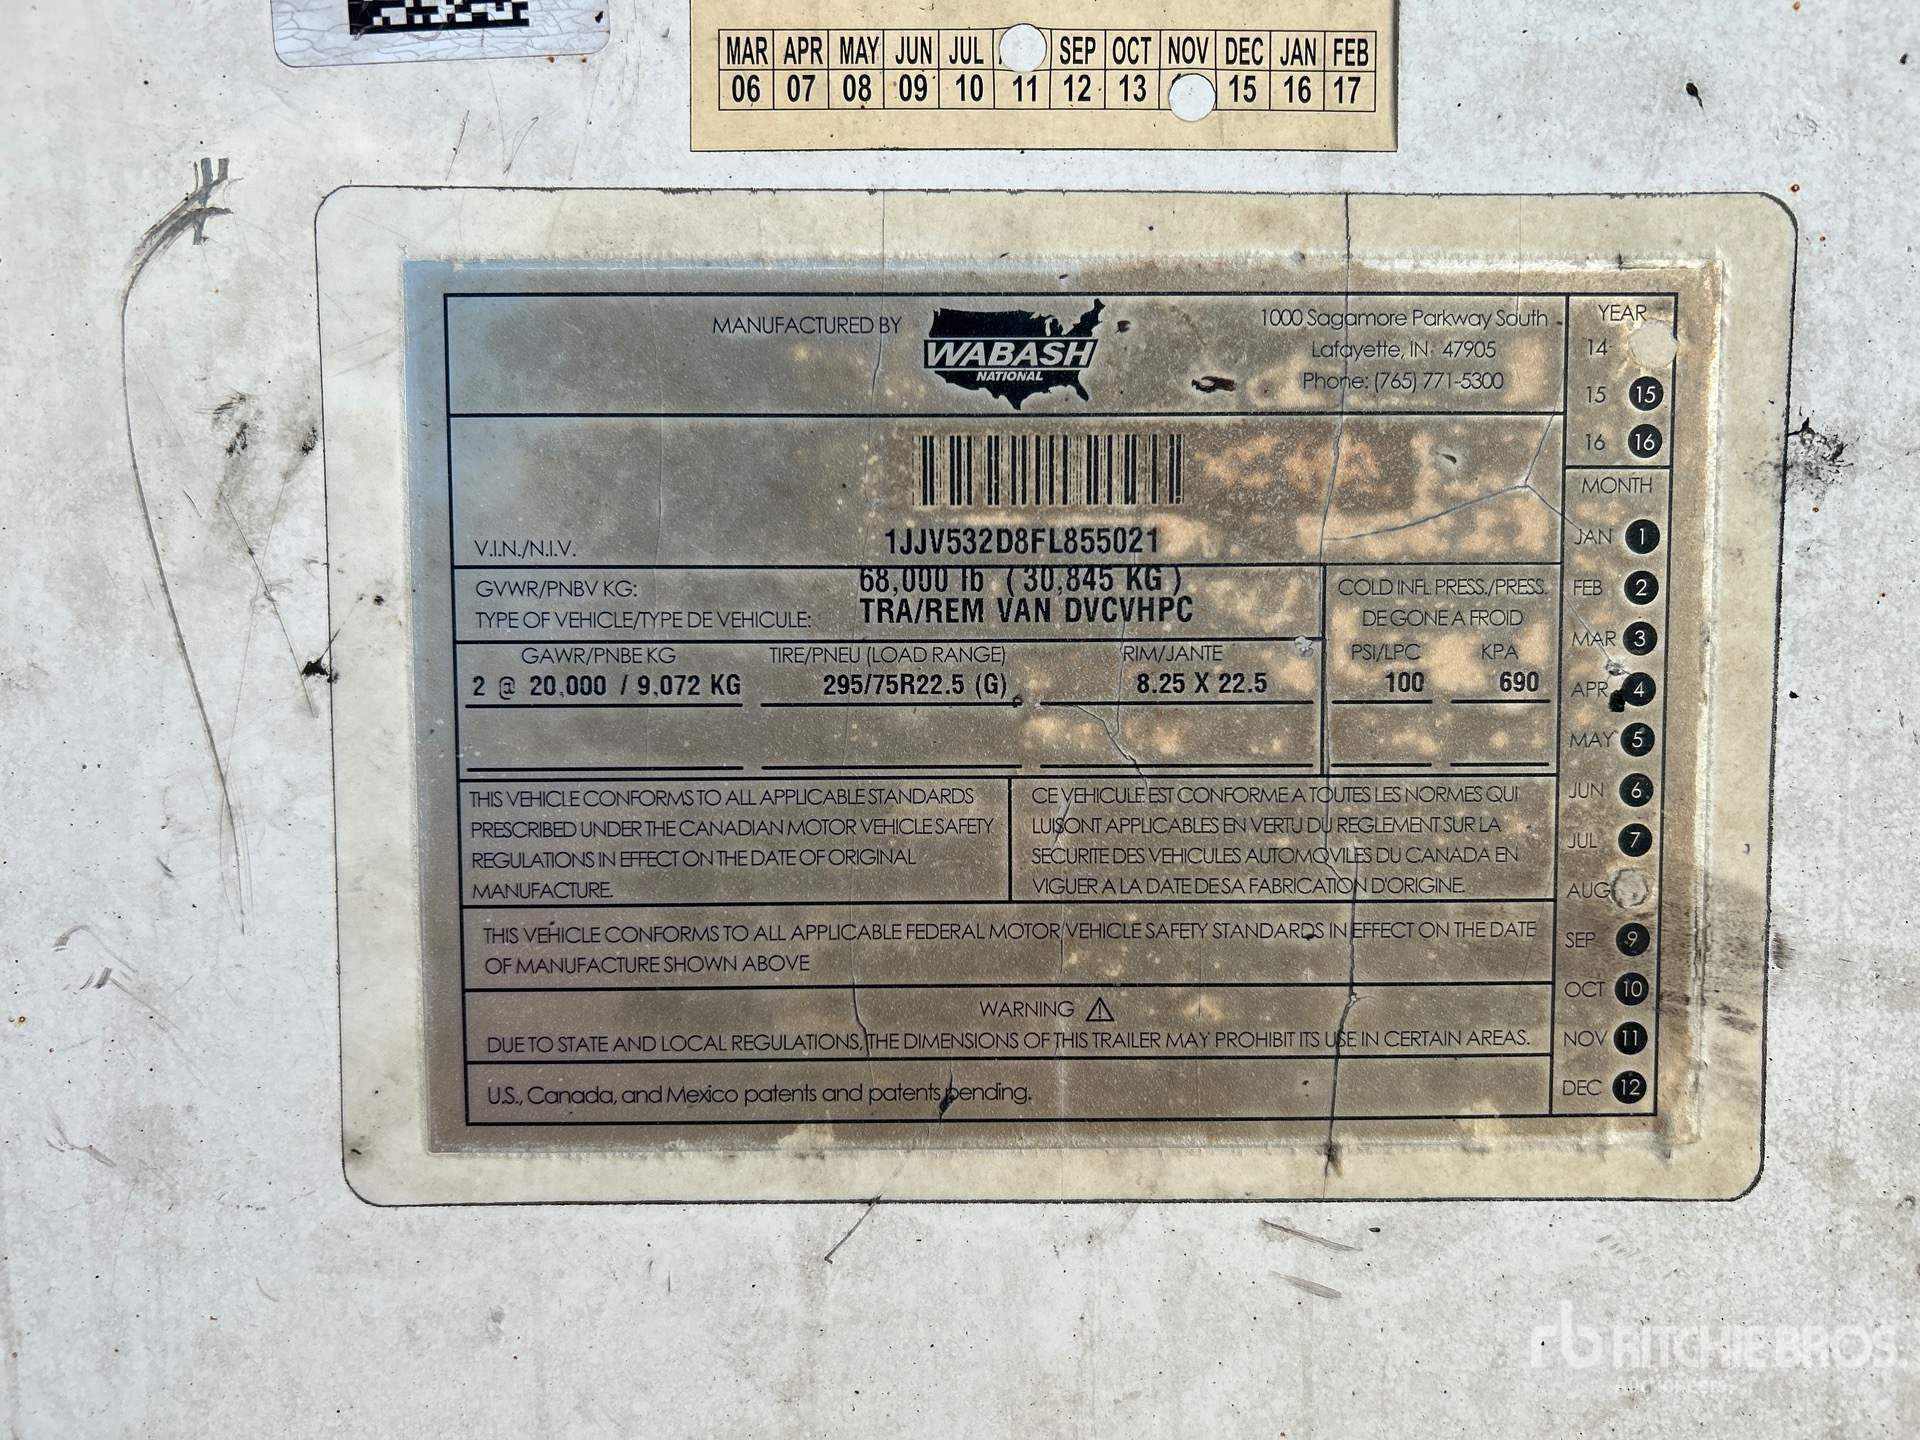 MAR APR MAY JUN JUL SEP OCT NOV DEC JAN FEB
06 07 08 09 10 11 12 13 15 16 17
MANUFACTURED BY
WABASH
NATIONAL
1000 Sagamore Parkway South
Lafayette, IN 47905
Phone: (765) 771-5300
V.I.N./N.I.V. 1JJV532D8FL855021
GVWR/PNBV KG: 68,000 lb ( 30,845 KG )
TYPE OF VEHICLE/TYPE DE VEHICULE: TRA/REM VAN DVCVHPC
COLD INFL PRESS./PRESS.
DE GONE A FROID
GAWR/PNBE KG TIRE/PNEU (LOAD RANGE) RIM/JANTE PSI/LPC KPA
2 @ 20,000 / 9,072 KG 295/75R22.5 (G) 8.25 X 22.5 100 690
THIS VEHICLE CONFORMS TO ALL APPLICABLE STANDARDS
PRESCRIBED UNDER THE CANADIAN MOTOR VEHICLE SAFETY
REGULATIONS IN EFFECT ON THE DATE OF ORIGINAL
MANUFACTURE.
CE VEHICULE EST CONFORME A TOUTES LES NORMES QUI
LUISONT APPLICABLES EN VERTU DU REGLEMENT SUR LA
SECURITE DES VEHICULES AUTOMOVILES DU CANADA EN
VIGUER A LA DATE DE SA FABRICATION D'ORIGINE.
THIS VEHICLE CONFORMS TO ALL APPLICABLE FEDERAL MOTOR VEHICLE SAFETY STANDARDS IN EFFECT ON THE DATE
OF MANUFACTURE SHOWN ABOVE
WARNING
DUE TO STATE AND LOCAL REGULATIONS, THE DIMENSIONS OF THIS TRAILER MAY PROHIBIT ITS USE IN CERTAIN AREAS.
U.S., Canada, and Mexico patents and patents pending.
YEAR
14
15 15
16 16
MONTH
JAN 1
FEB 2
MAR 3
APR 4
MAY 5
JUN 6
JUL 7
AUG
SEP 9
OCT 10
NOV 11
DEC 12
rb RITCHIE BROS.
Auctioneers